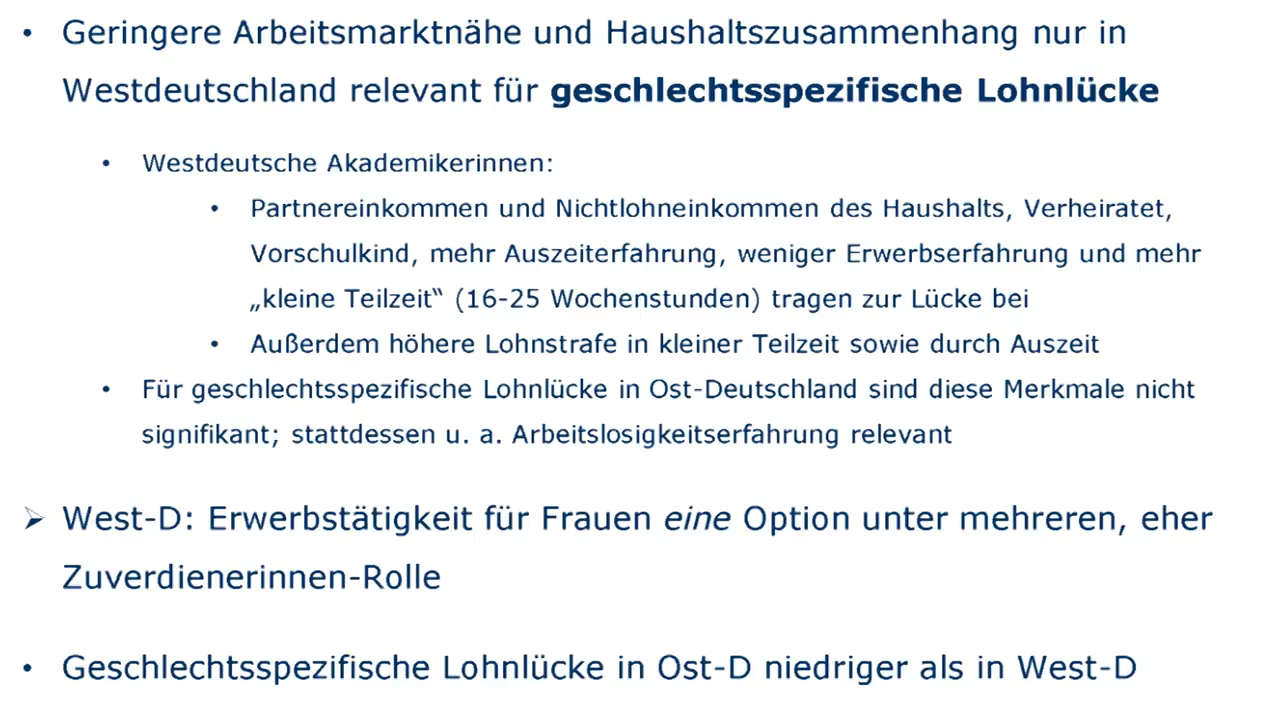 • Geringere Arbeitsmarktnähe und Haushaltszusammenhang nur in
Westdeutschland relevant für geschlechtsspezifische Lohnlücke
• Westdeutsche Akademikerinnen:
• Partnereinkommen und Nichtlohneinkommen des Haushalts, Verheiratet,
Vorschulkind, mehr Auszeiterfahrung, weniger Erwerbserfahrung und mehr
„kleine Teilzeit“ (16-25 Wochenstunden) tragen zur Lücke bei
• Außerdem höhere Lohnstrafe in kleiner Teilzeit sowie durch Auszeit
• Für geschlechtsspezifische Lohnlücke in Ost-Deutschland sind diese Merkmale nicht
signifikant; stattdessen u. a. Arbeitslosigkeitserfahrung relevant
➢ West-D: Erwerbstätigkeit für Frauen eine Option unter mehreren, eher
Zuverdienerinnen-Rolle
• Geschlechtsspezifische Lohnlücke in Ost-D niedriger als in West-D